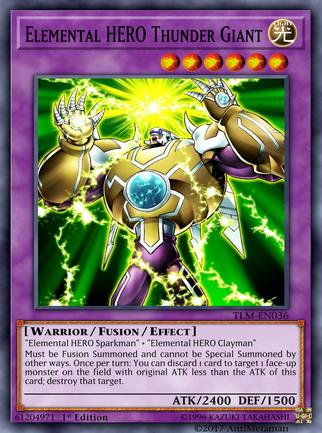 ELEMENTAL HERO THUNDER GIANT
LIGHT
光
TLM-EN036
[WARRIOR / FUSION / EFFECT]
"Elemental HERO Sparkman" + "Elemental HERO Clayman"
Must be Fusion Summoned and cannot be Special Summoned by
other ways. Once per turn: You can discard 1 card to target 1 face-up
monster on the field with original ATK less than the ATK of this
card; destroy that target.
ATK/2400 DEF/1500
61204971 1st Edition ©1996 KAZUKI TAKAHASHI
©2017 AntiMetaman